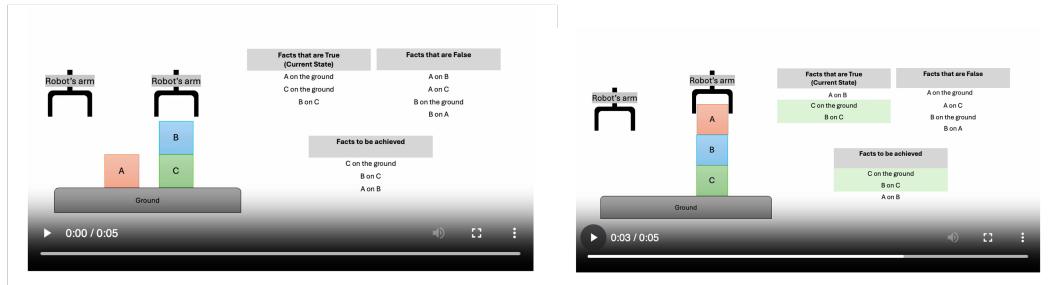 Robot's arm
Robot's arm
B
A
C
Ground
Facts that are True
(Current State)
A on the ground
C on the ground
B on C
Facts that are False
A on B
A on C
B on the ground
B on A
Facts to be achieved
C on the ground
B on C
A on B
0:00 / 0:05
Robot's arm
Robot's arm
A
B
C
Ground
Facts that are True
(Current State)
A on B
C on the ground
B on C
Facts that are False
A on the ground
A on C
B on the ground
B on A
Facts to be achieved
C on the ground
B on C
A on B
0:03 / 0:05